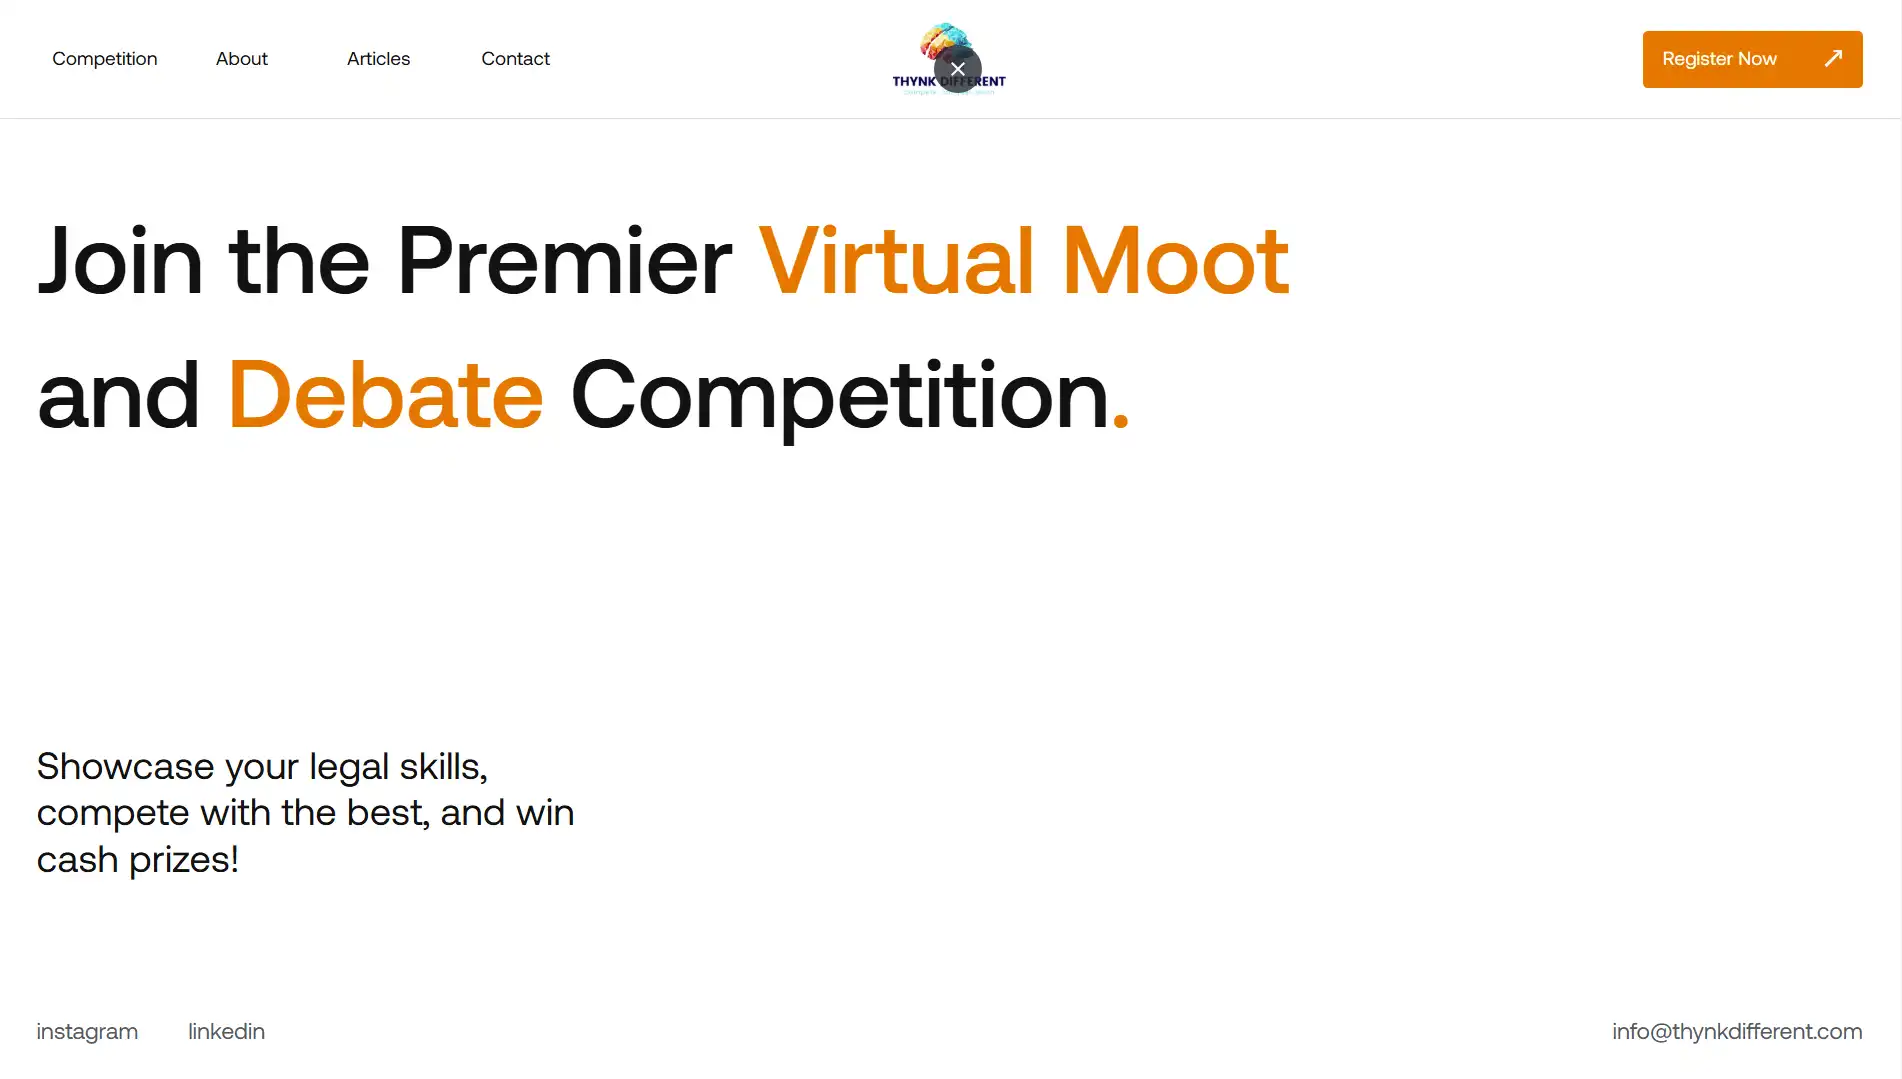 Competition About Articles Contact
THYNK DIFFERENT
Register Now
Join the Premier Virtual Moot
and Debate Competition.
Showcase your legal skills,
compete with the best, and win
cash prizes!
instagram linkedin
info@thynkdifferent.com